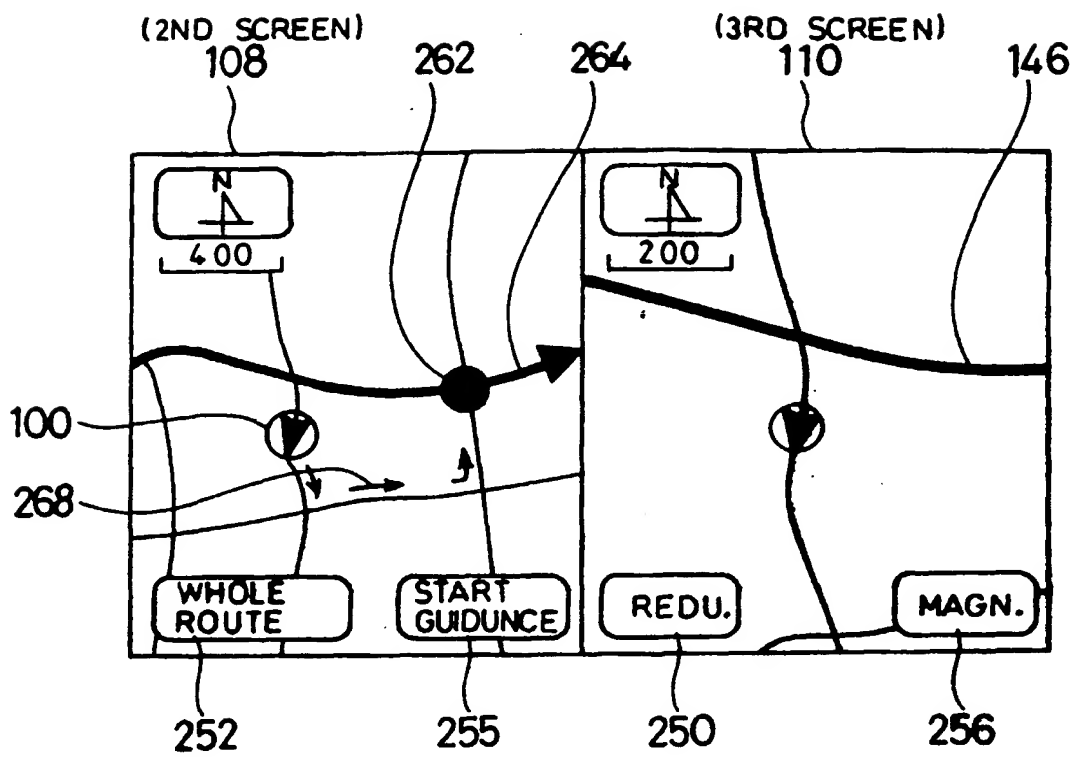 (2ND SCREEN) (3RD SCREEN)
108 262 264 110 146
N N
400 200
100
268
WHOLE ROUTE
START GUIDUNCE
REDU.
MAGN.
252 255 250 256